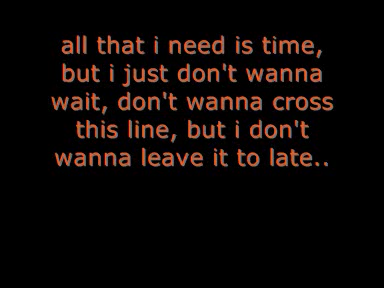 all that i need is time,
but i just don't wanna
wait, don't wanna cross
this line, but i don't
wanna leave it to late..